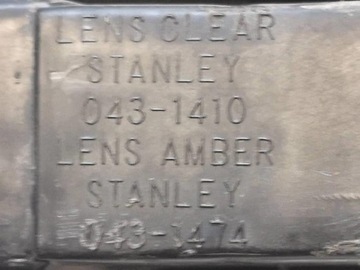 LENS CLEAR
STANLEY
043-1410
LENS AMBER
STANLEY
043-1474